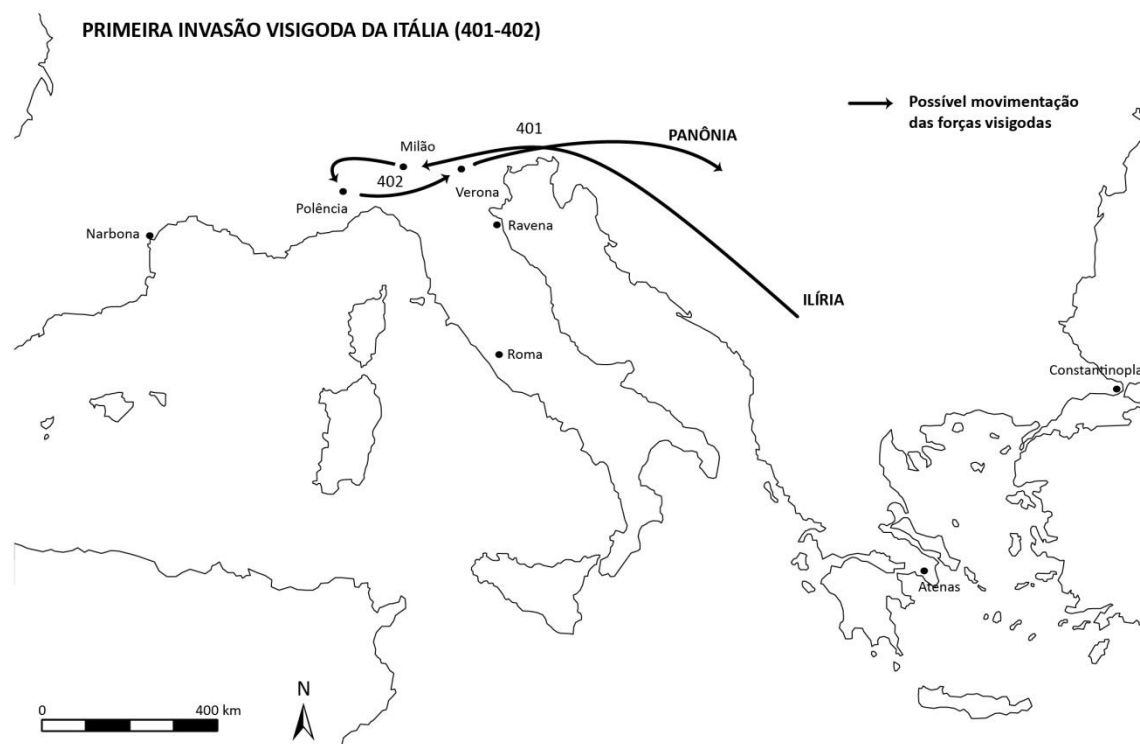 PRIMEIRA INVASÃO VISIGODA DA ITÁLIA (401-402)
Possível movimentação
das forças visigodas
401
PANÔNIA
Milão
402
Verona
Polência
Narbona
Ravena
ILÍRIA
Roma
Constantinopla
Atenas
N
0
400 km